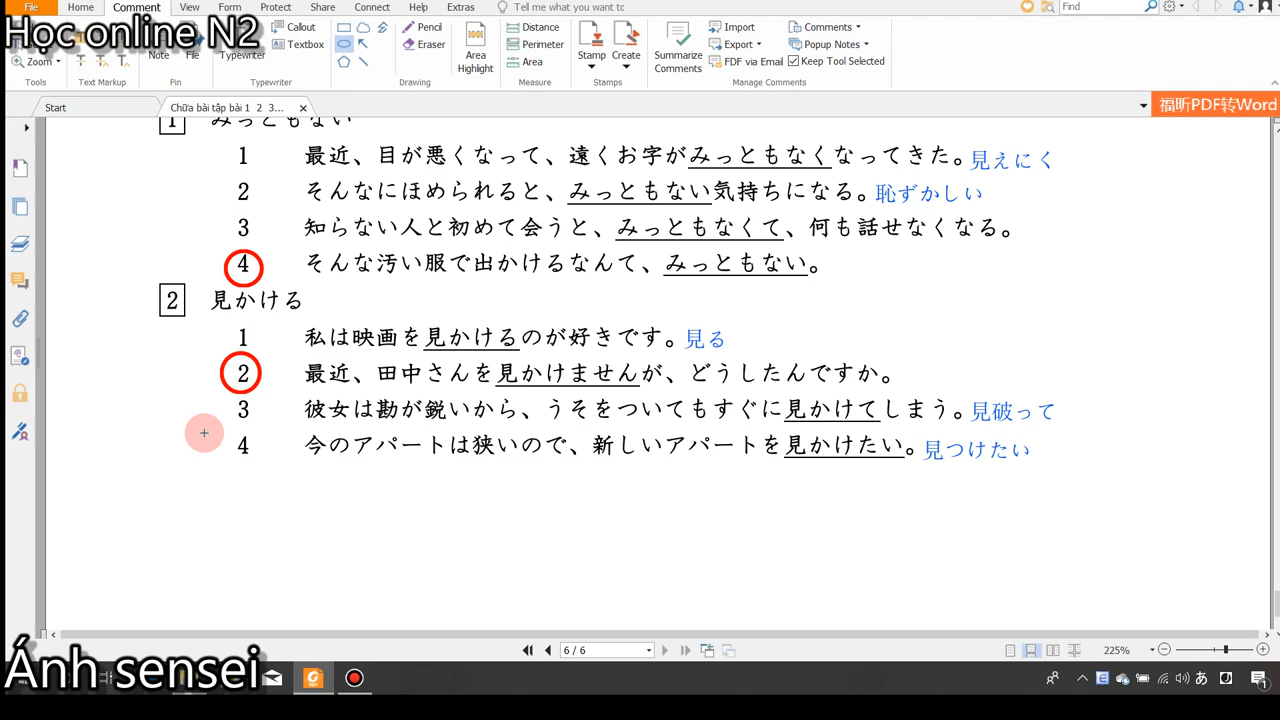 File Home Comment View Form Protect Share Connect Help Extras Tell me what you want to Find
Học online N2
Callout Pencil Distance Import Comments
Textbox Eraser Perimeter Export Popup Notes
Zoom Note File Typewriter Area Highlight Area Stamp Create Summarize Comments FDF via Email Keep Tool Selected
Tools Text Markup Pin Typewriter Drawing Measure Stamps Manage Comments
Start Chữa bài tập bài 1 2 3... 福昕PDF转Word
1 みっともない
1 最近、目が悪くなって、遠くお字がみっともなくなってきた。見えにく
2 そんなにほめられると、みっともない気持ちになる。恥ずかしい
3 知らない人と初めて会うと、みっともなくて、何も話せなくなる。
4 そんな汚い服で出かけるなんて、みっともない。
2 見かける
1 私は映画を見かけるのが好きです。見る
2 最近、田中さんを見かけませんが、どうしたんですか。
3 彼女は勘が鋭いから、うそをついてもすぐに見かけてしまう。見破って
4 今のアパートは狭いので、新しいアパートを見かけたい。見つけたい
6 / 6 225%
Ánh sensei
あ